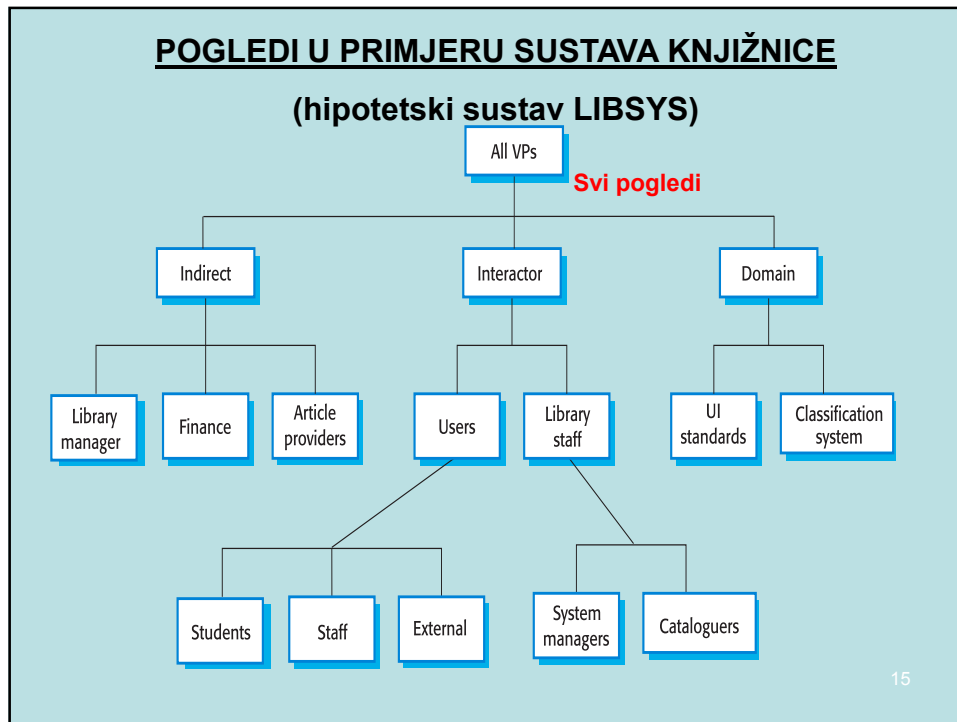 POGLEDI U PRIMJERU SUSTAVA KNJIŽNICE
(hipotetski sustav LIBSYS)
All VPs
Svi pogledi
Indirect
Interactor
Domain
Library
manager
Finance
Article
providers
Users
Library
staff
UI
standards
Classification
system
Students
Staff
External
System
managers
Cataloguers
15